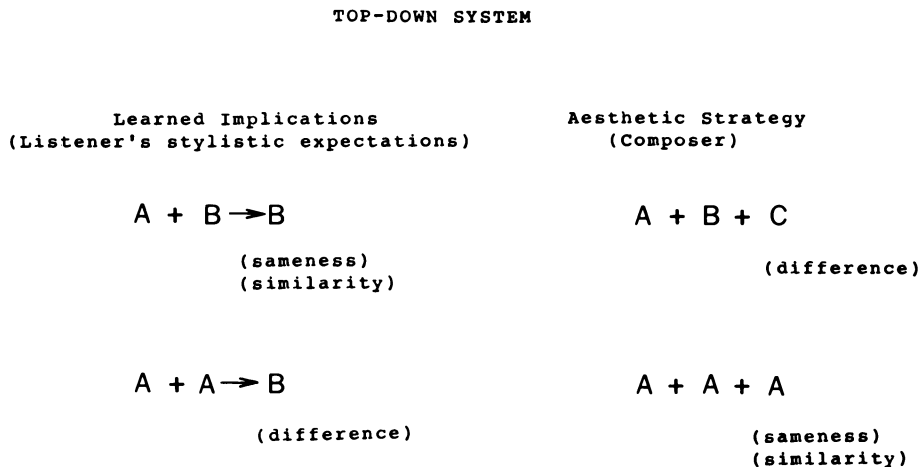 TOP-DOWN SYSTEM
Learned Implications
(Listener's stylistic expectations)
Aesthetic Strategy
(Composer)
A + B → B
(sameness)
(similarity)
A + B + C
(difference)
A + A → B
(difference)
A + A + A
(sameness)
(similarity)